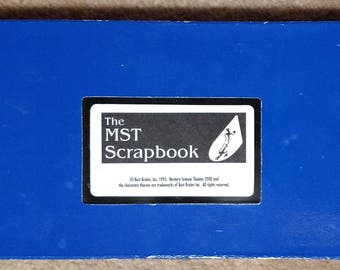 The
MST
Scrapbook
© Best Brains, Inc. 1995. Mystery Science Theater 3000 and
the characters therein are trademarks of Best Brains Inc. All rights reserved.